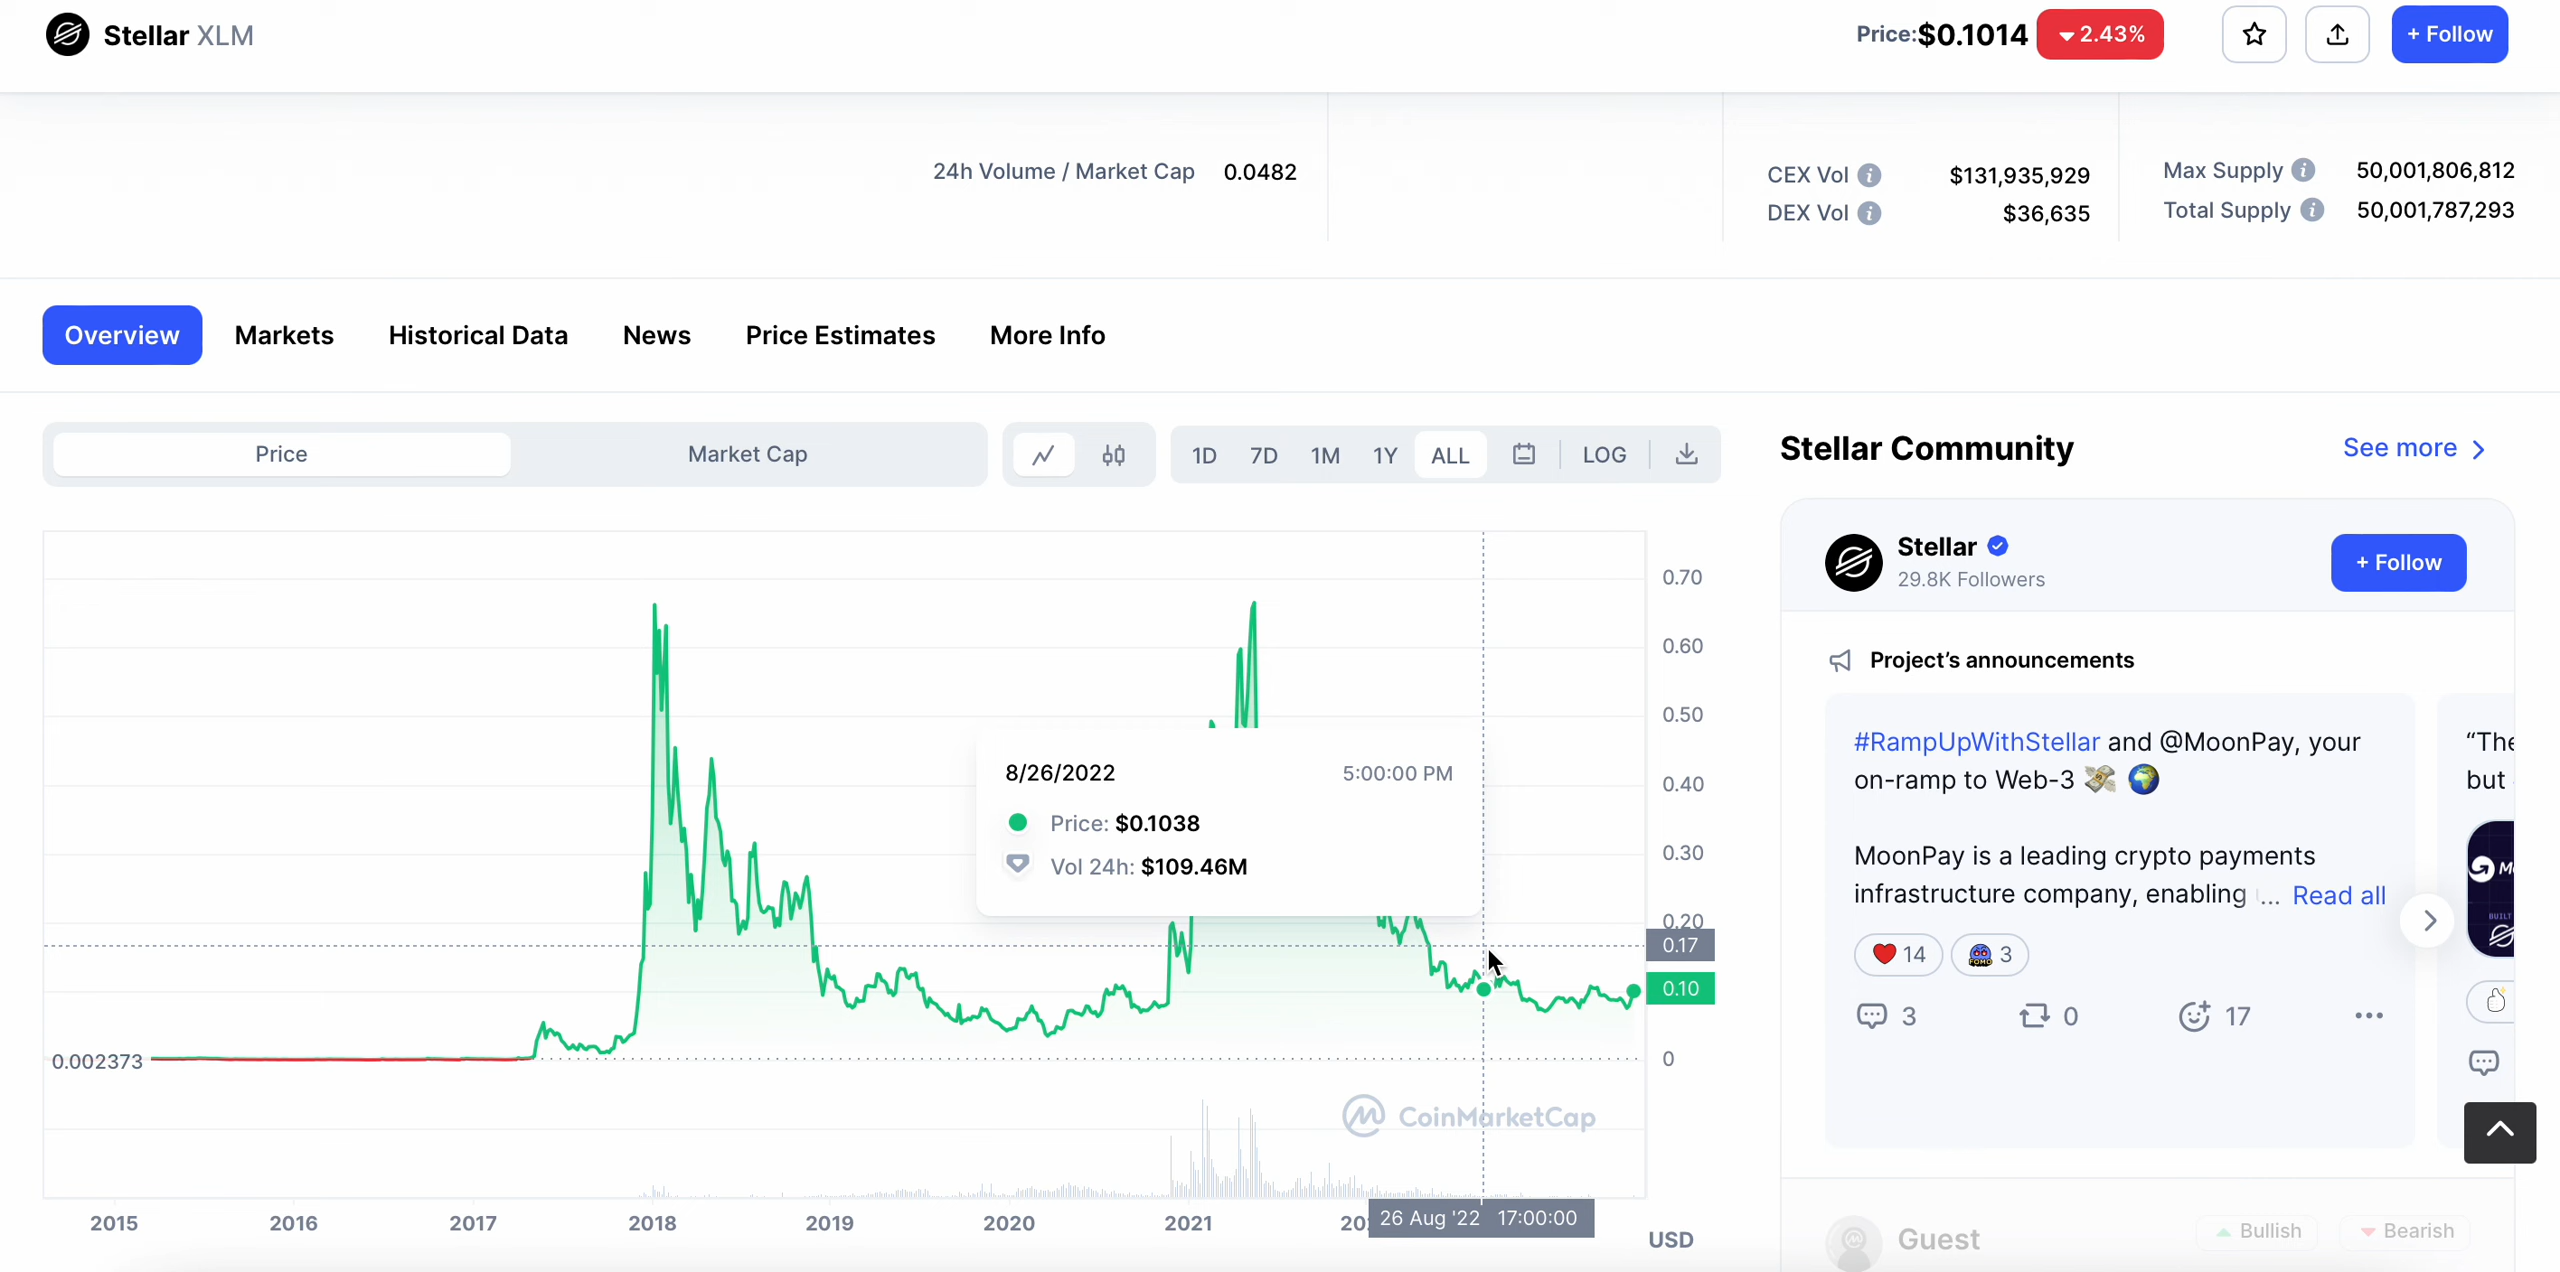 Stellar XLM
Price:$0.1014 2.43%
+ Follow
24h Volume / Market Cap 0.0482
CEX Vol $131,935,929
DEX Vol $36,635
Max Supply 50,001,806,812
Total Supply 50,001,787,293
Overview Markets Historical Data News Price Estimates More Info
Price Market Cap
1D 7D 1M 1Y ALL LOG
0.70
0.60
0.50
0.40
0.30
0.20
0.17
0.10
0
8/26/2022 5:00:00 PM
Price: $0.1038
Vol 24h: $109.46M
0.002373
CoinMarketCap
2015 2016 2017 2018 2019 2020 2021 26 Aug '22 17:00:00
USD
Stellar Community See more
Stellar
29.8K Followers
+ Follow
Project’s announcements
#RampUpWithStellar and @MoonPay, your
on-ramp to Web-3 💸 🌍
MoonPay is a leading crypto payments
infrastructure company, enabling ... Read all
14 3
3 0 17
“The
but
BUILT
Guest Bullish Bearish